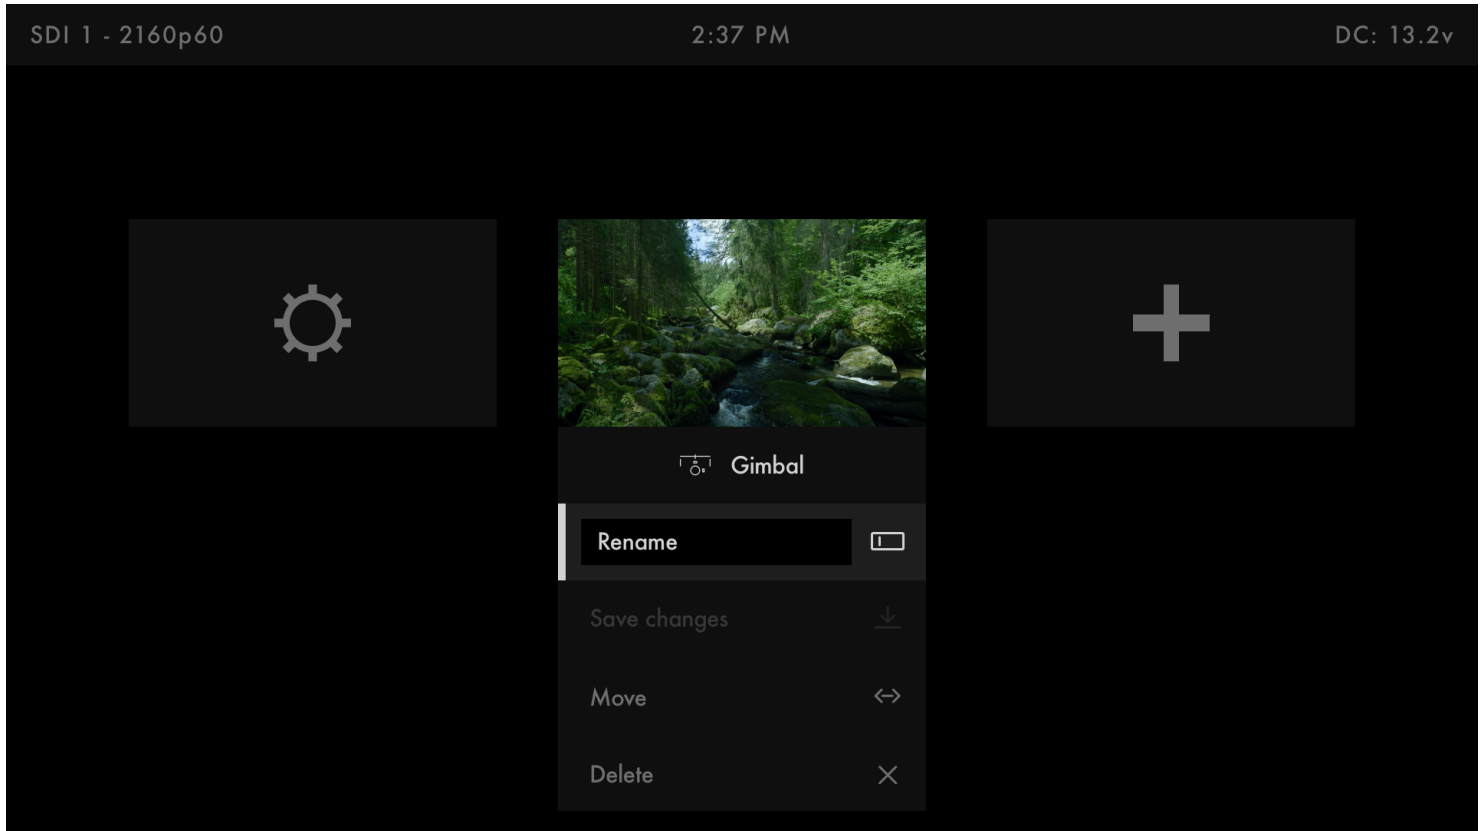 SDI 1 - 2160p60
2:37 PM
DC: 13.2v
Gimbal
Rename
Save changes
Move
Delete